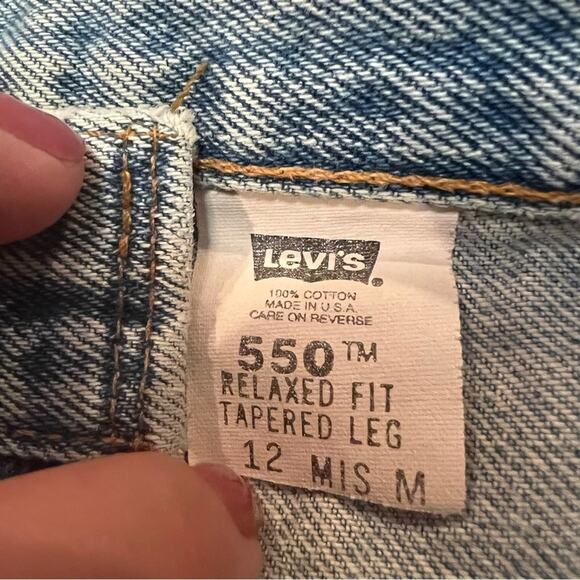 Levi's
100% COTTON
MADE IN U.S.A.
CARE ON REVERSE
550™
RELAXED FIT
TAPERED LEG
12 MIS M